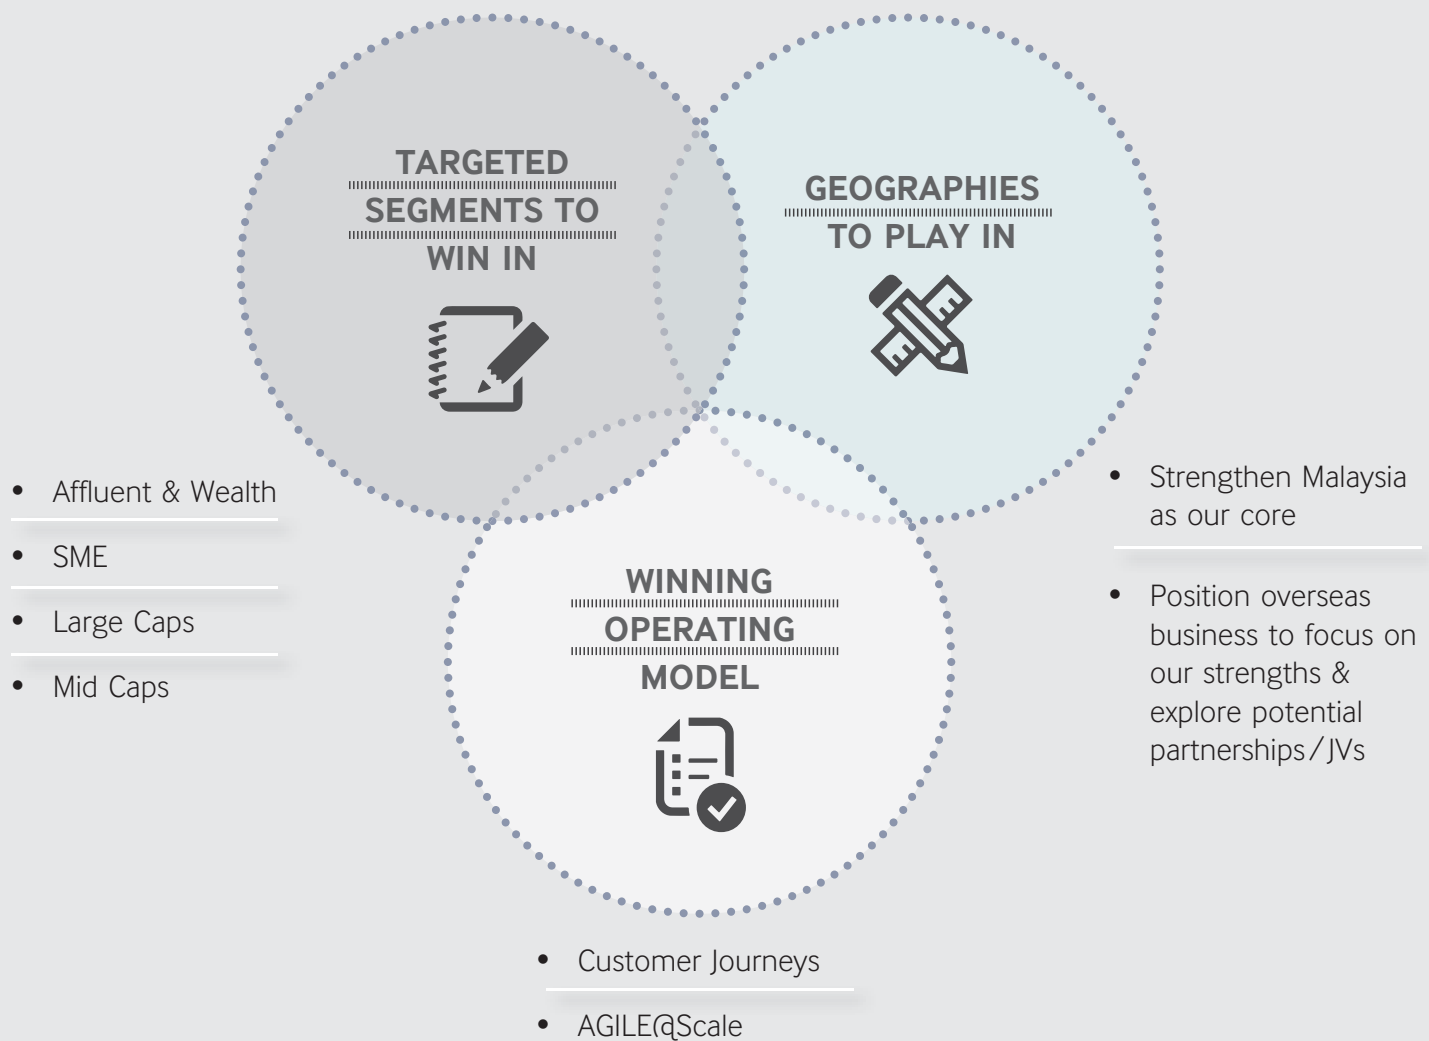 TARGETED
SEGMENTS TO
WIN IN
GEOGRAPHIES
TO PLAY IN
• Affluent & Wealth
• SME
• Large Caps
• Mid Caps
• Strengthen Malaysia
as our core
• Position overseas
business to focus on
our strengths &
explore potential
partnerships/JVs
WINNING
OPERATING
MODEL
• Customer Journeys
• AGILE@Scale